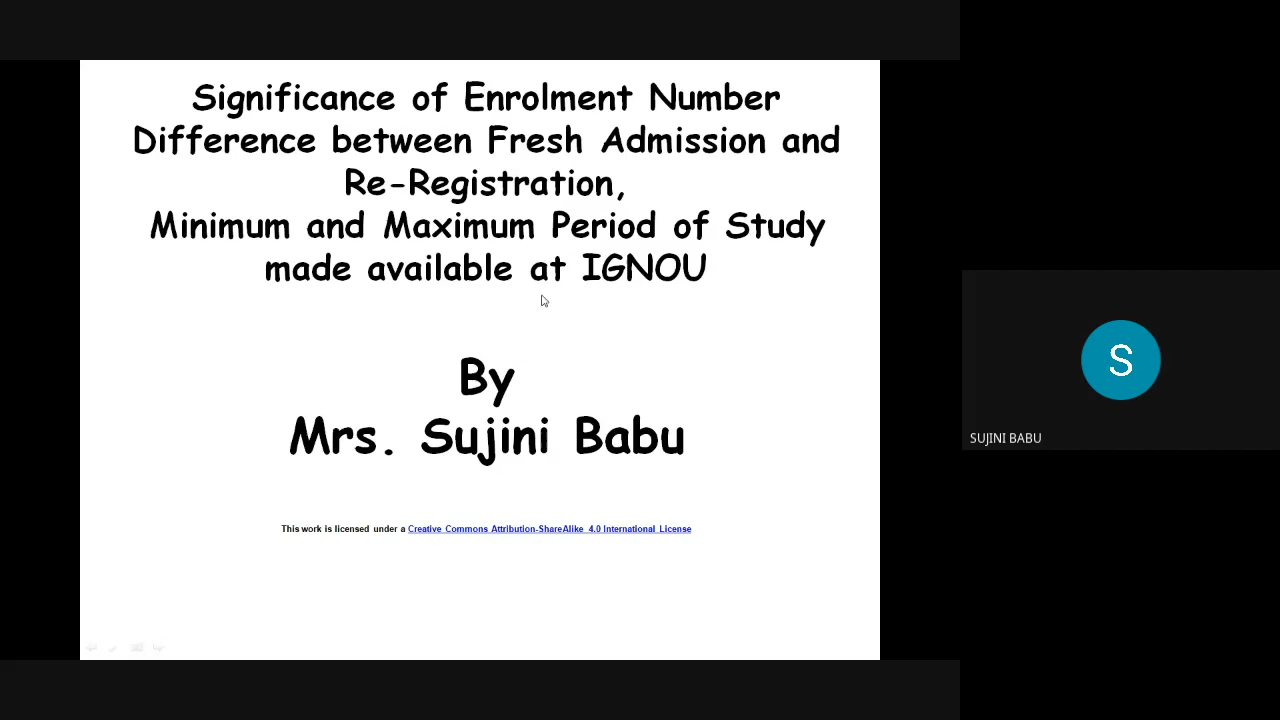 Significance of Enrolment Number
Difference between Fresh Admission and
Re-Registration,
Minimum and Maximum Period of Study
made available at IGNOU
By
Mrs. Sujini Babu
This work is licensed under a Creative Commons Attribution-ShareAlike 4.0 International License
S
SUJINI BABU